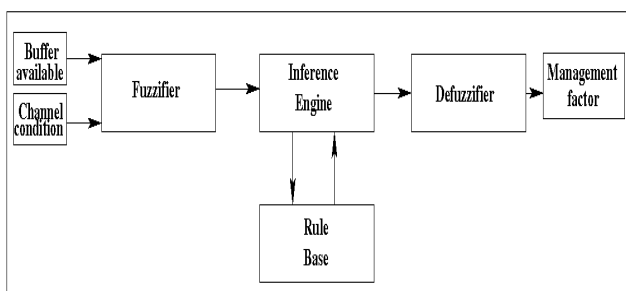 Buffer
available
Channel
condition
Fuzzifier
Inference
Engine
Rule
Base
Defuzzifier
Management
factor